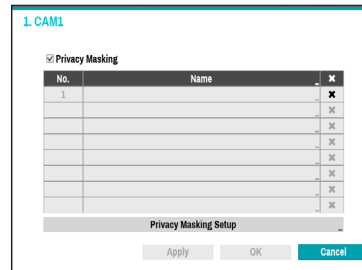 1. CAM1
Privacy Masking
No. Name
1
Privacy Masking Setup
Apply OK Cancel